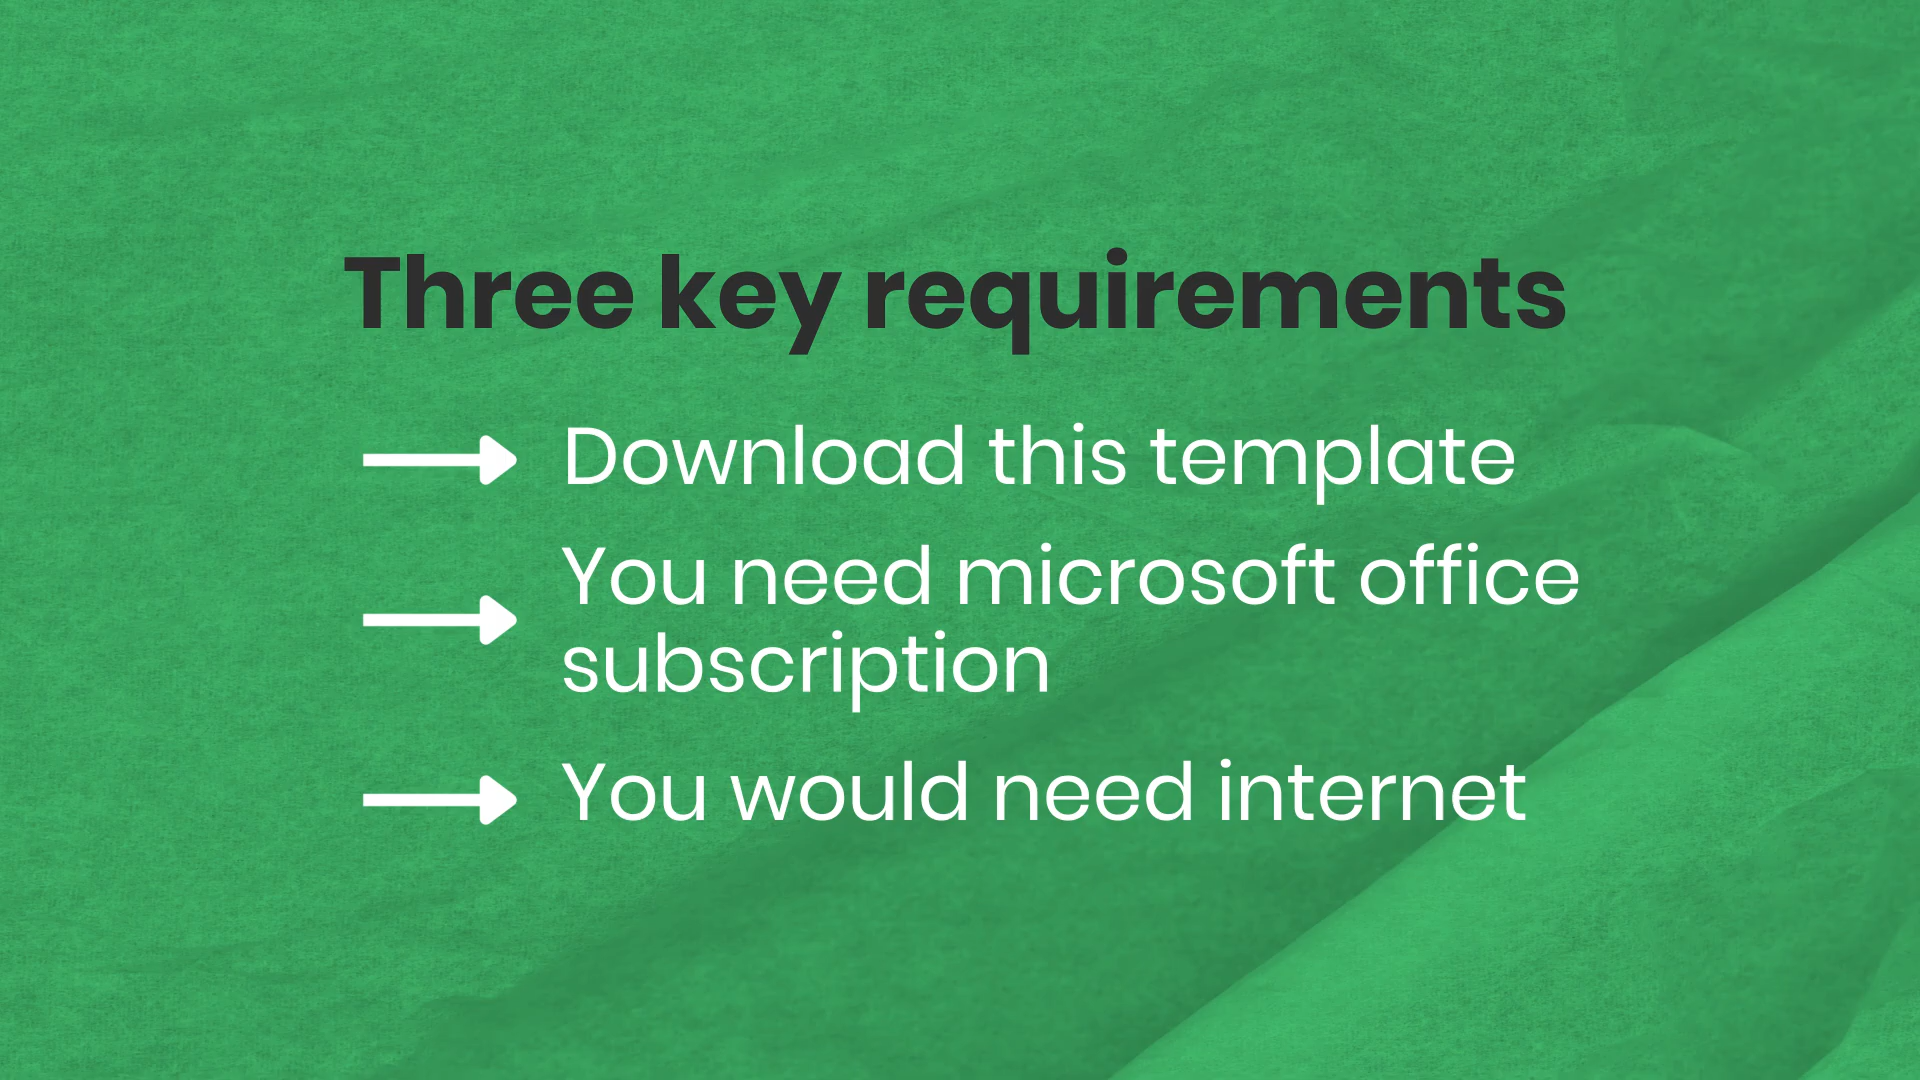 Three key requirements
Download this template
You need microsoft office
subscription
You would need internet